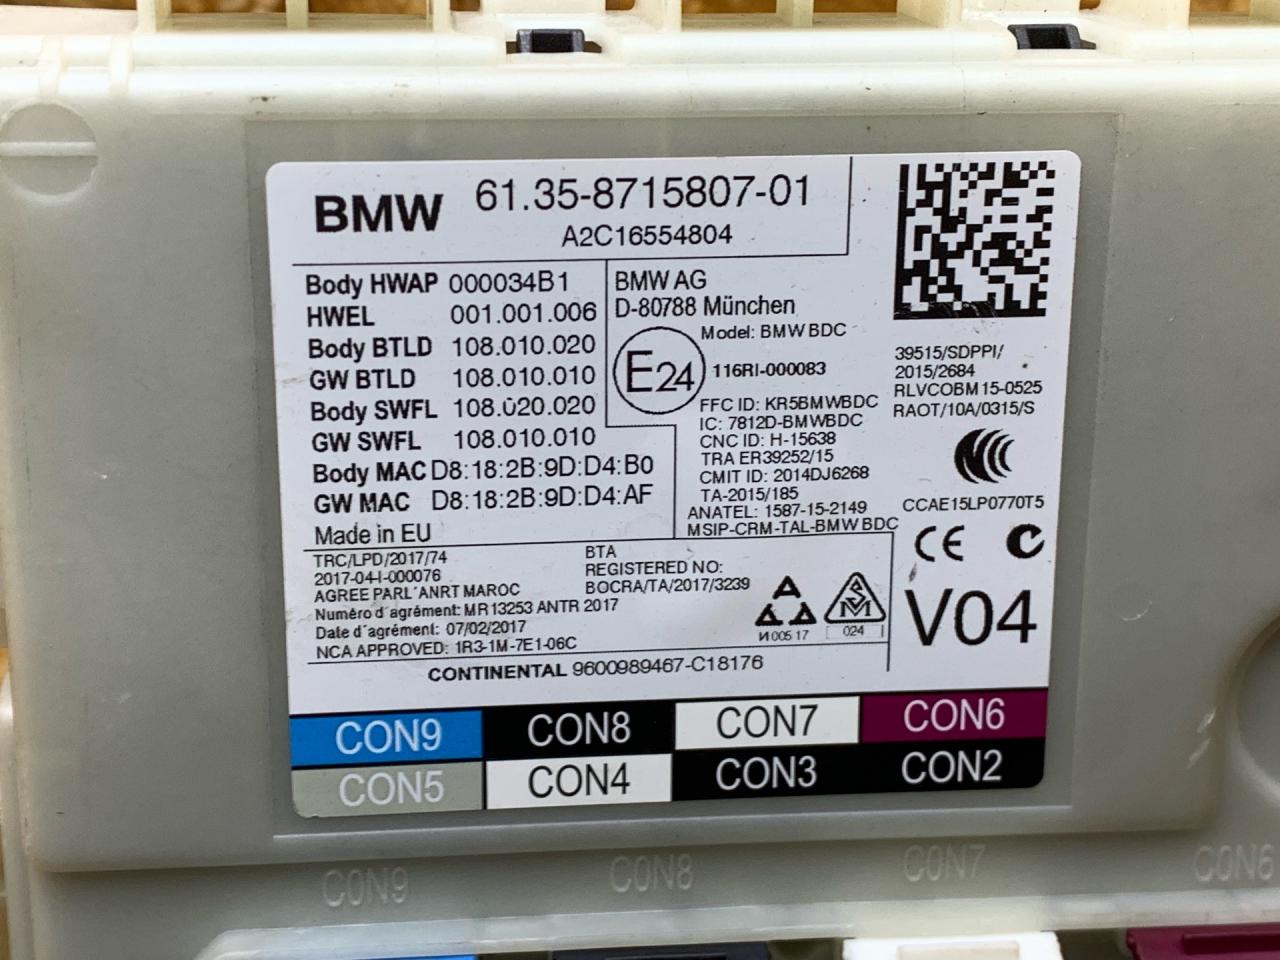 BMW 61.35-8715807-01
A2C16554804
Body HWAP 000034B1
HWEL 001.001.006
Body BTLD 108.010.020
GW BTLD 108.010.010
Body SWFL 108.020.020
GW SWFL 108.010.010
Body MAC D8:18:2B:9D:D4:B0
GW MAC D8:18:2B:9D:D4:AF
Made in EU
BMW AG
D-80788 München
Model: BMW BDC
E24
116RI-000083
FFC ID: KR5BMWBDC
IC: 7812D-BMWBDC
CNC ID: H-15638
TRA ER39252/15
CMIT ID: 2014DJ6268
TA-2015/185
ANATEL: 1587-15-2149
MSIP-CRM-TAL-BMW BDC
39515/SDPPI/
2015/2684
RLVCOBM15-0525
RAOT/10A/0315/S
CCAE15LP0770T5
CE
V04
TRC/LPD/2017/74
2017-04-I-000076
AGREE PARL'ANRT MAROC
Numéro d'agrément: MR 13253 ANTR 2017
Date d'agrément: 07/02/2017
NCA APPROVED: 1R3-1M-7E1-06C
BTA
REGISTERED NO:
BOCRA/TA/2017/3239
И 005 17
024
CONTINENTAL 9600989467-C18176
CON9 CON8 CON7 CON6
CON5 CON4 CON3 CON2
CON9 CON8 CON7 CON6